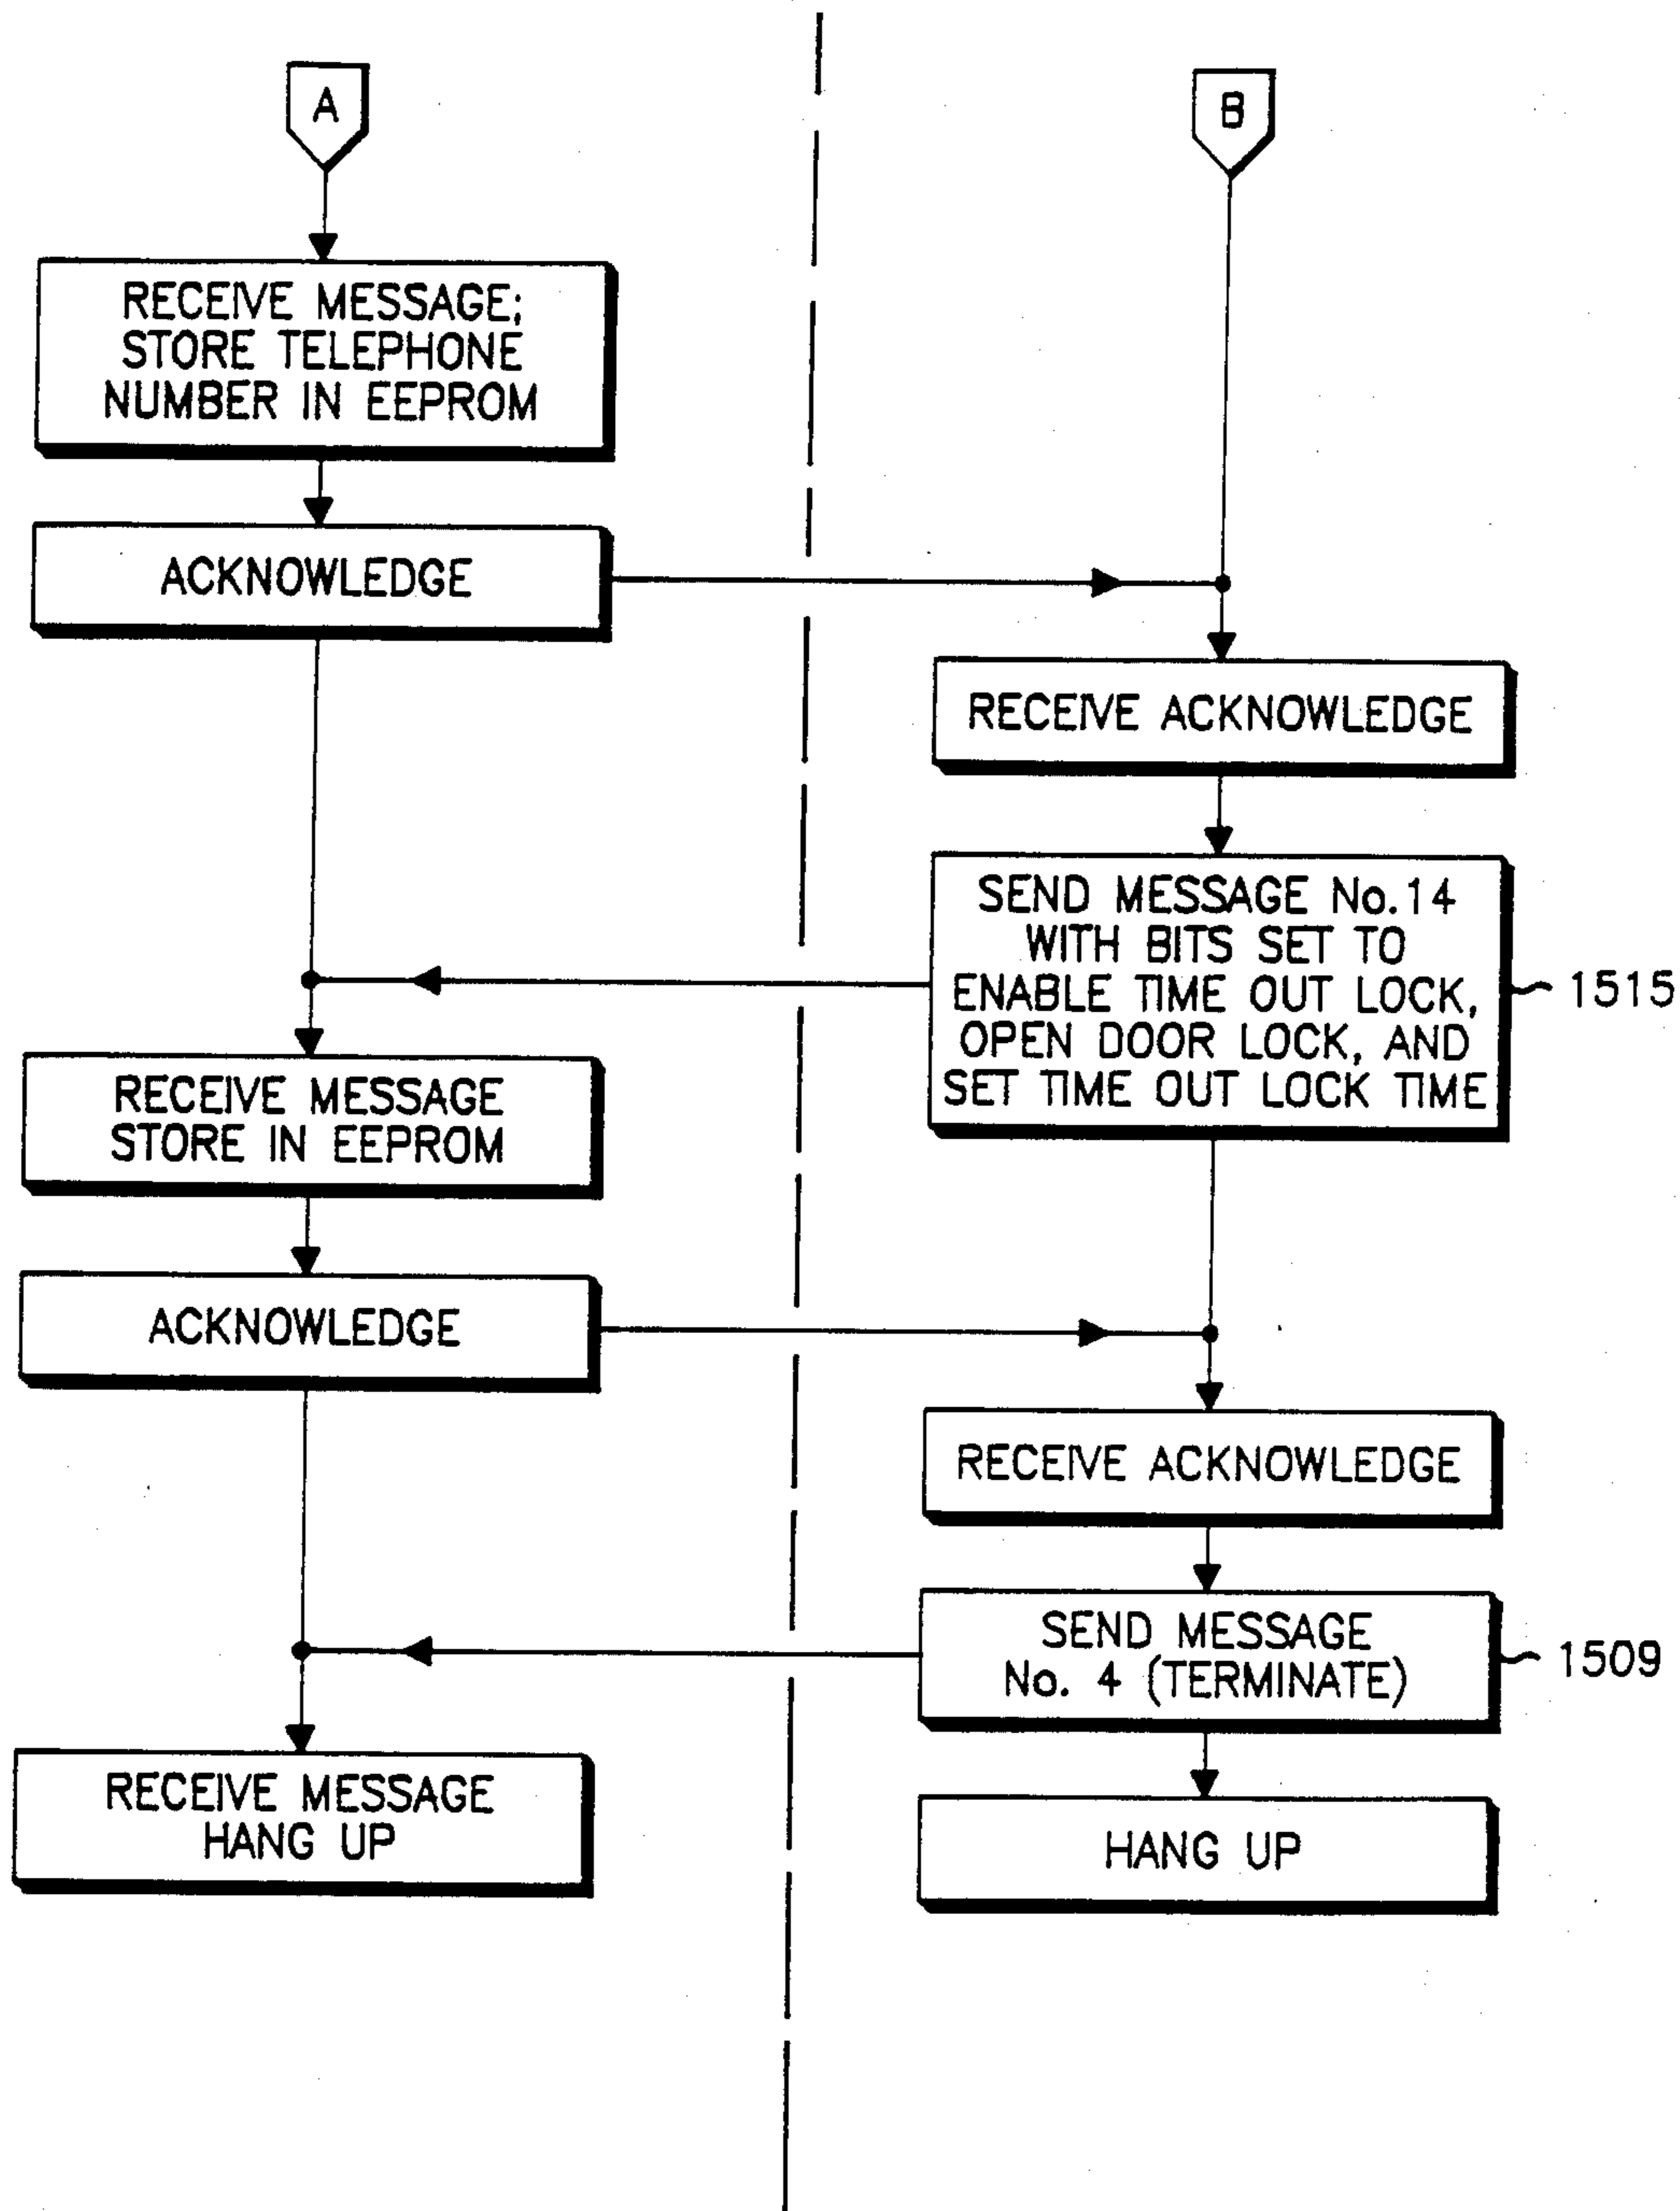 A
B
RECEIVE MESSAGE;
STORE TELEPHONE
NUMBER IN EEPROM
ACKNOWLEDGE
RECEIVE ACKNOWLEDGE
SEND MESSAGE No.14
WITH BITS SET TO
ENABLE TIME OUT LOCK,
OPEN DOOR LOCK, AND
SET TIME OUT LOCK TIME
1515
RECEIVE MESSAGE
STORE IN EEPROM
ACKNOWLEDGE
RECEIVE ACKNOWLEDGE
SEND MESSAGE
No. 4 (TERMINATE)
1509
RECEIVE MESSAGE
HANG UP
HANG UP